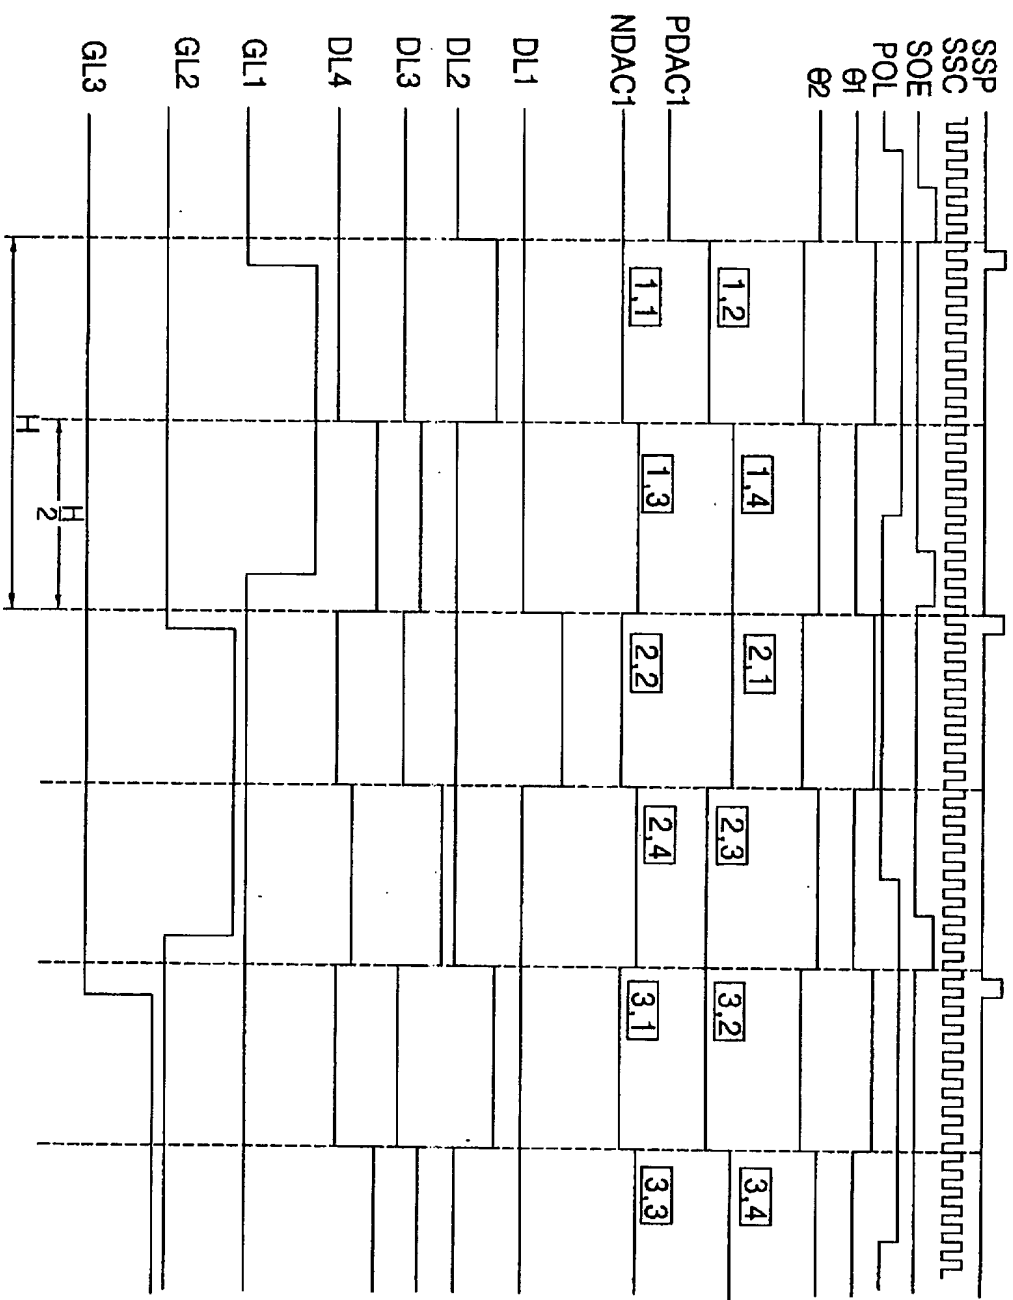 SSP
SSC
SOE
POL
θ1
θ2
1,2 1,4 2,1 2,3 3,2 3,4
PDAC1
NDAC1
1,1 1,3 2,2 2,4 3,1 3,3
DL1
DL2
DL3
DL4
GL1
GL2
GL3
H/2
H